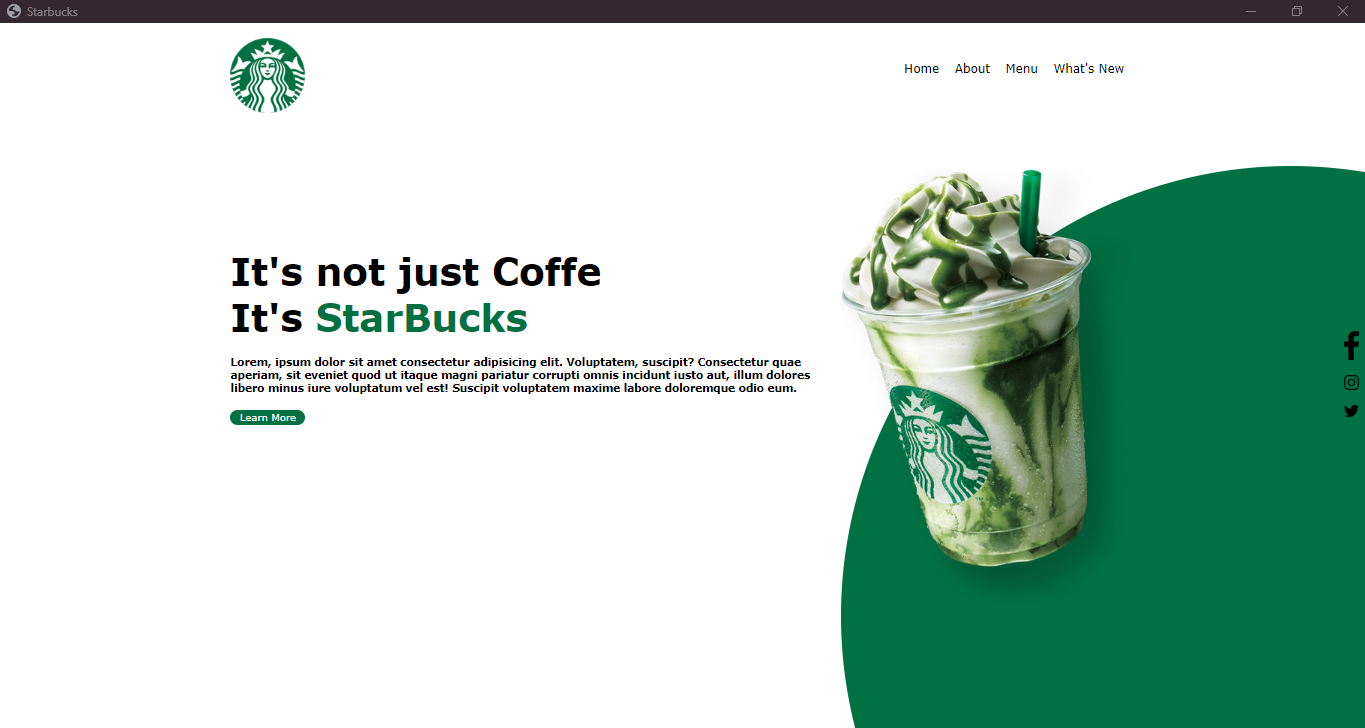 Starbucks
Home About Menu What's New
It's not just Coffe
It's StarBucks
Lorem, ipsum dolor sit amet consectetur adipisicing elit. Voluptatem, suscipit? Consectetur quae
aperiam, sit eveniet quod ut itaque magni pariatur corrupti omnis incidunt iusto aut, illum dolores
libero minus iure voluptatum vel est! Suscipit voluptatem maxime labore doloremque odio eum.
Learn More